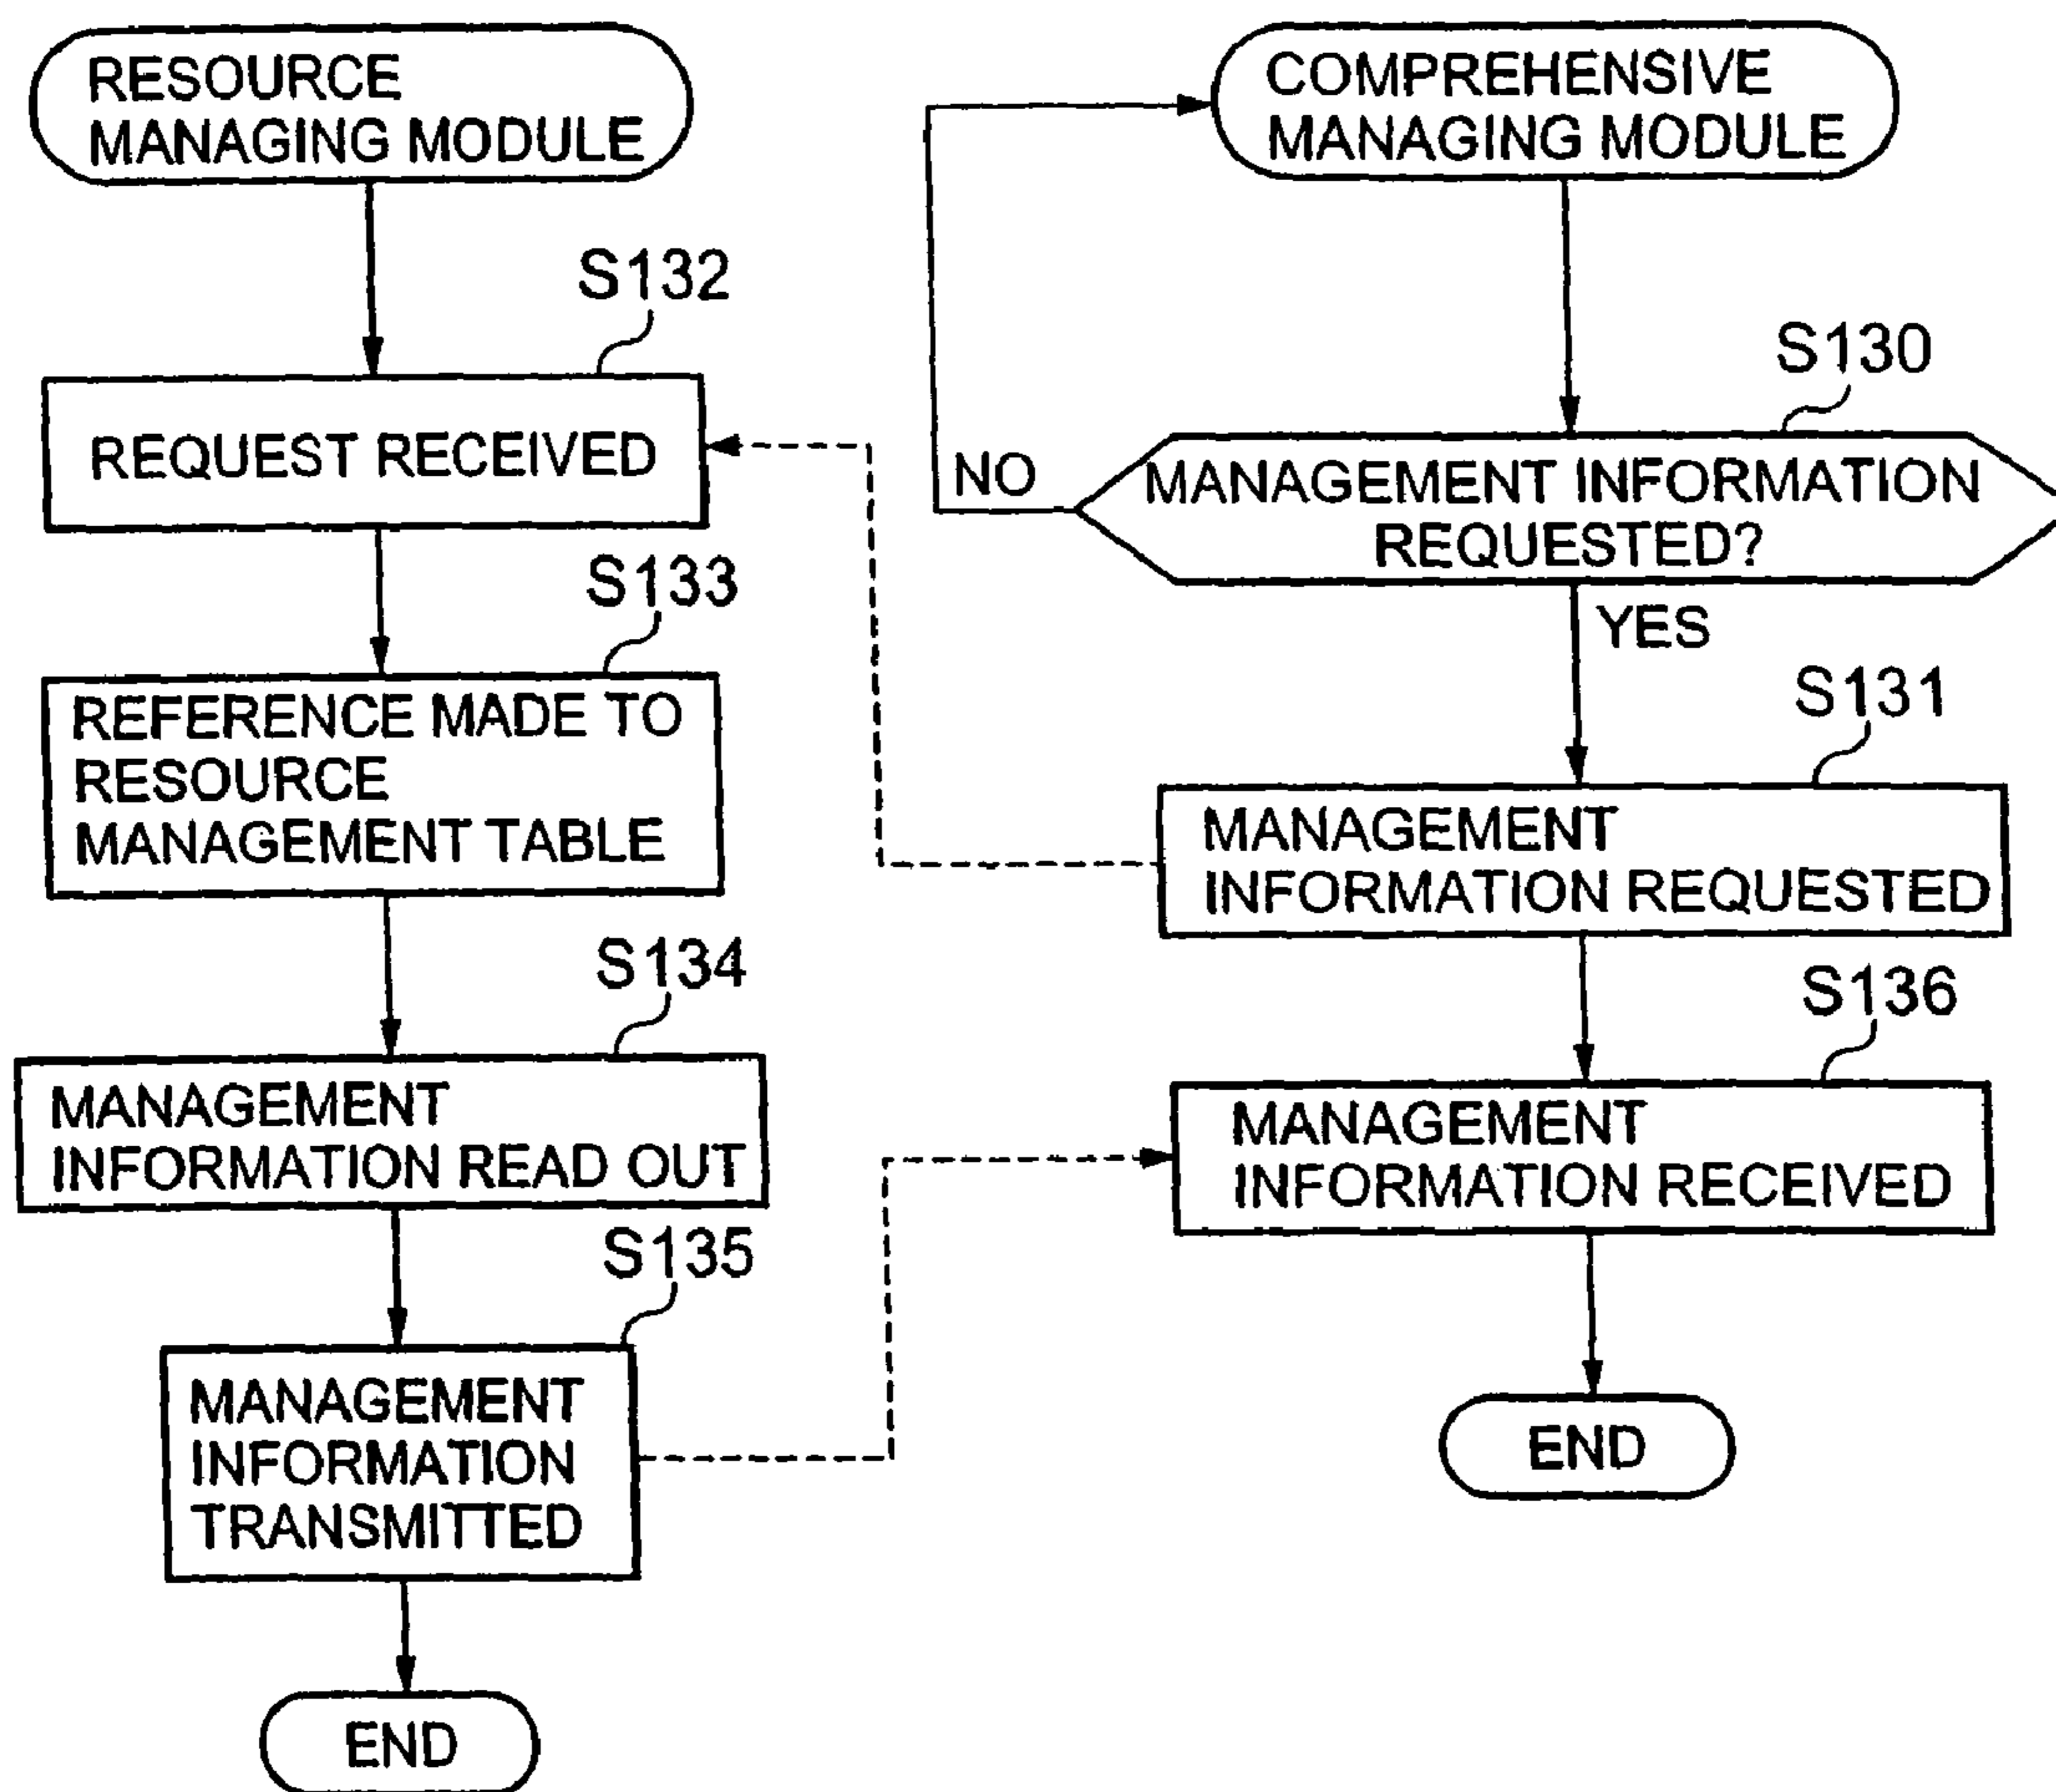 RESOURCE
MANAGING MODULE
S132
REQUEST RECEIVED
S133
REFERENCE MADE TO
RESOURCE
MANAGEMENT TABLE
S134
MANAGEMENT
INFORMATION READ OUT
S135
MANAGEMENT
INFORMATION
TRANSMITTED
END
COMPREHENSIVE
MANAGING MODULE
S130
NO
MANAGEMENT INFORMATION
REQUESTED?
YES
S131
MANAGEMENT
INFORMATION REQUESTED
S136
MANAGEMENT
INFORMATION RECEIVED
END